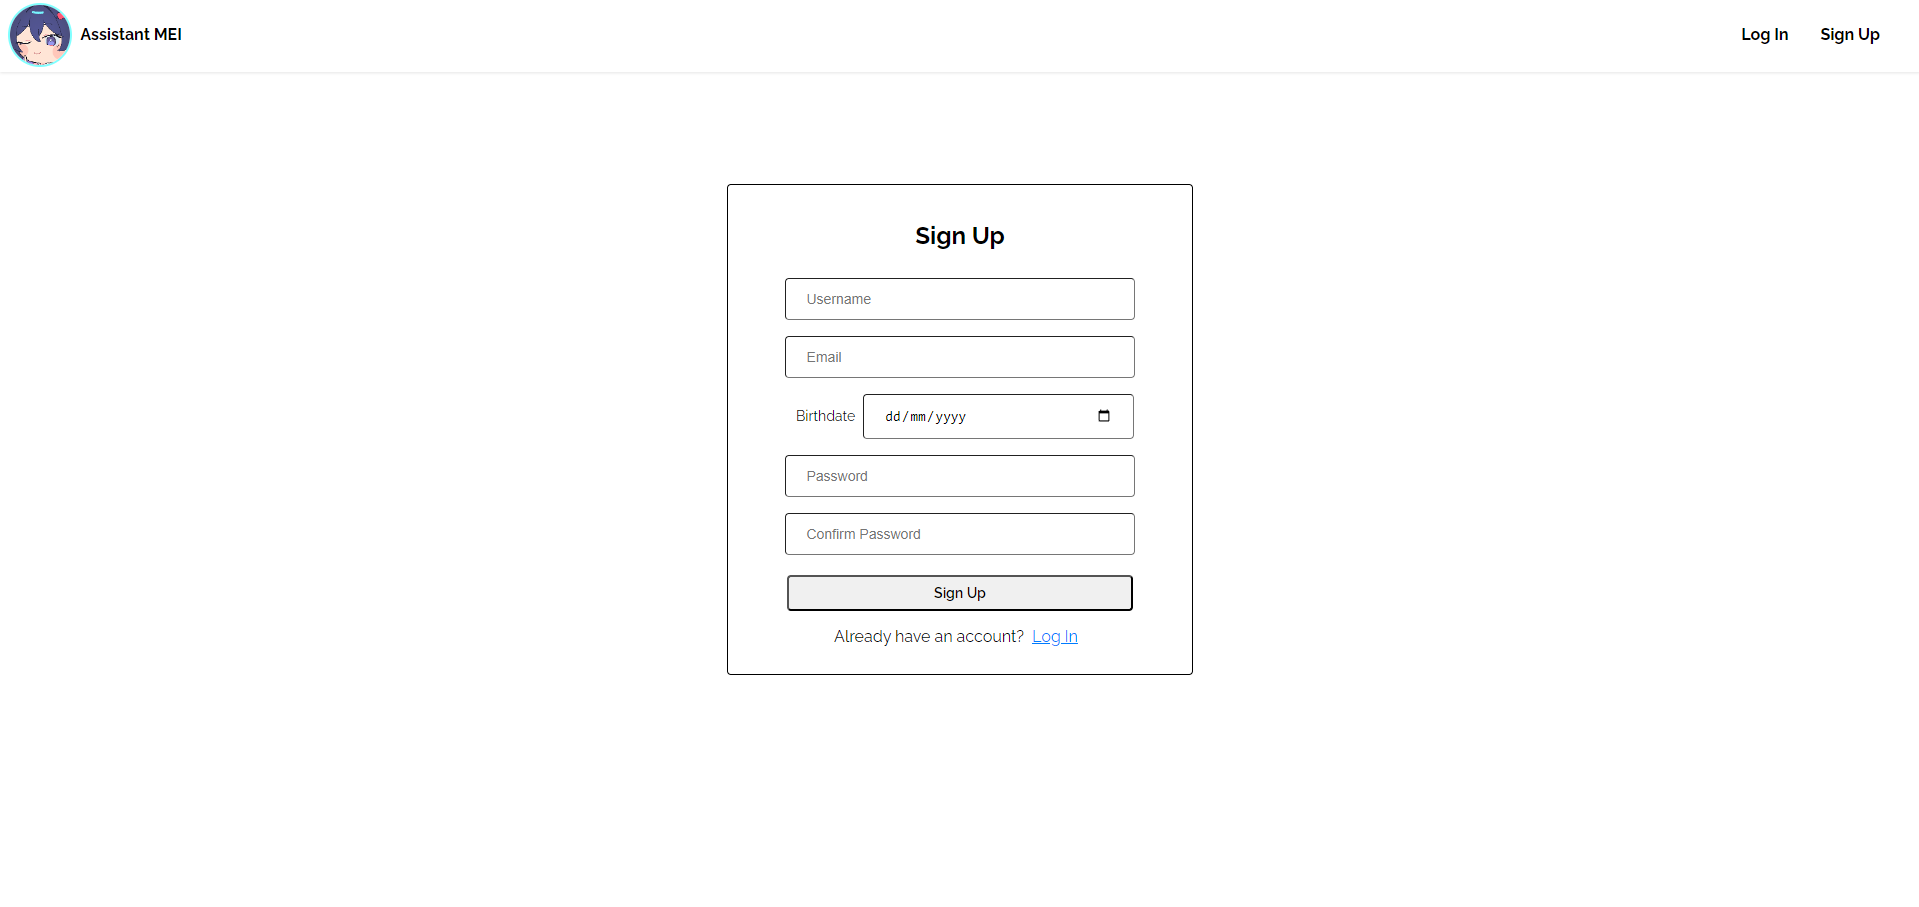 Assistant MEI
Log In
Sign Up
Sign Up
Username
Email
Birthdate
dd/mm/yyyy
Password
Confirm Password
Sign Up
Already have an account? Log In